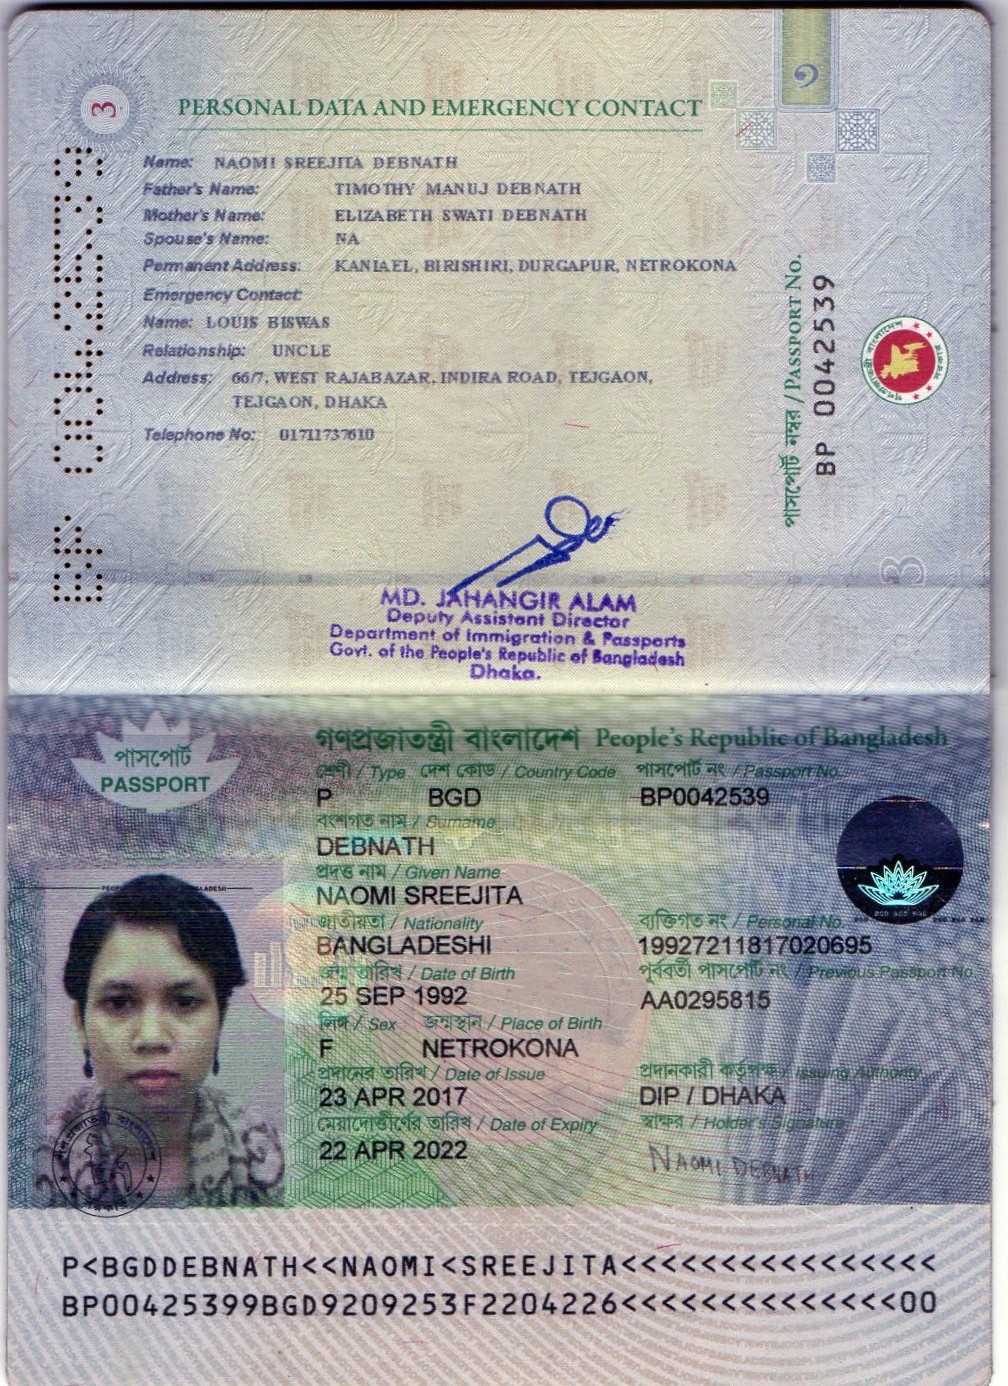 3
PERSONAL DATA AND EMERGENCY CONTACT
Name: NAOMI SREEJITA DEBNATH
Father's Name: TIMOTHY MANUJ DEBNATH
Mother's Name: ELIZABETH SWATI DEBNATH
Spouse's Name: NA
Permanent Address: KANIAEL, BIRISHIRI, DURGAPUR, NETROKONA
Emergency Contact:
Name: LOUIS BISWAS
Relationship: UNCLE
Address: 66/7, WEST RAJABAZAR, INDIRA ROAD, TEJGAON,
TEJGAON, DHAKA
Telephone No: 01711737610
পাসপোর্ট নম্বর / PASSPORT No.
BP 0042539
BP 0042539
MD. JAHANGIR ALAM
Deputy Assistant Director
Department of Immigration & Passports
Govt. of the People's Republic of Bangladesh
Dhaka.
গণপ্রজাতন্ত্রী বাংলাদেশ People's Republic of Bangladesh
পাসপোর্ট
PASSPORT
শ্রেণী / Type দেশ কোড / Country Code পাসপোর্ট নং / Passport No.
P BGD BP0042539
বংশগত নাম / Surname
DEBNATH
প্রদত্ত নাম / Given Name
NAOMI SREEJITA
জাতীয়তা / Nationality ব্যক্তিগত নং / Personal No.
BANGLADESHI 19927211817020695
জন্ম তারিখ / Date of Birth পূর্ববর্তী পাসপোর্ট নং / Previous Passport No.
25 SEP 1992 AA0295815
লিঙ্গ / Sex জন্মস্থান / Place of Birth
F NETROKONA
প্রদানের তারিখ / Date of Issue প্রদানকারী কর্তৃপক্ষ / Issuing Authority
23 APR 2017 DIP / DHAKA
মেয়াদোত্তীর্ণের তারিখ / Date of Expiry স্বাক্ষর / Holder's Signature
22 APR 2022 NAOMI DEBNATH
P<BGDDEBNATH<<NAOMI<SREEJITA<<<<<<<<<<<<<<<<
BP00425399BGD9209253F2204226<<<<<<<<<<<<<<00